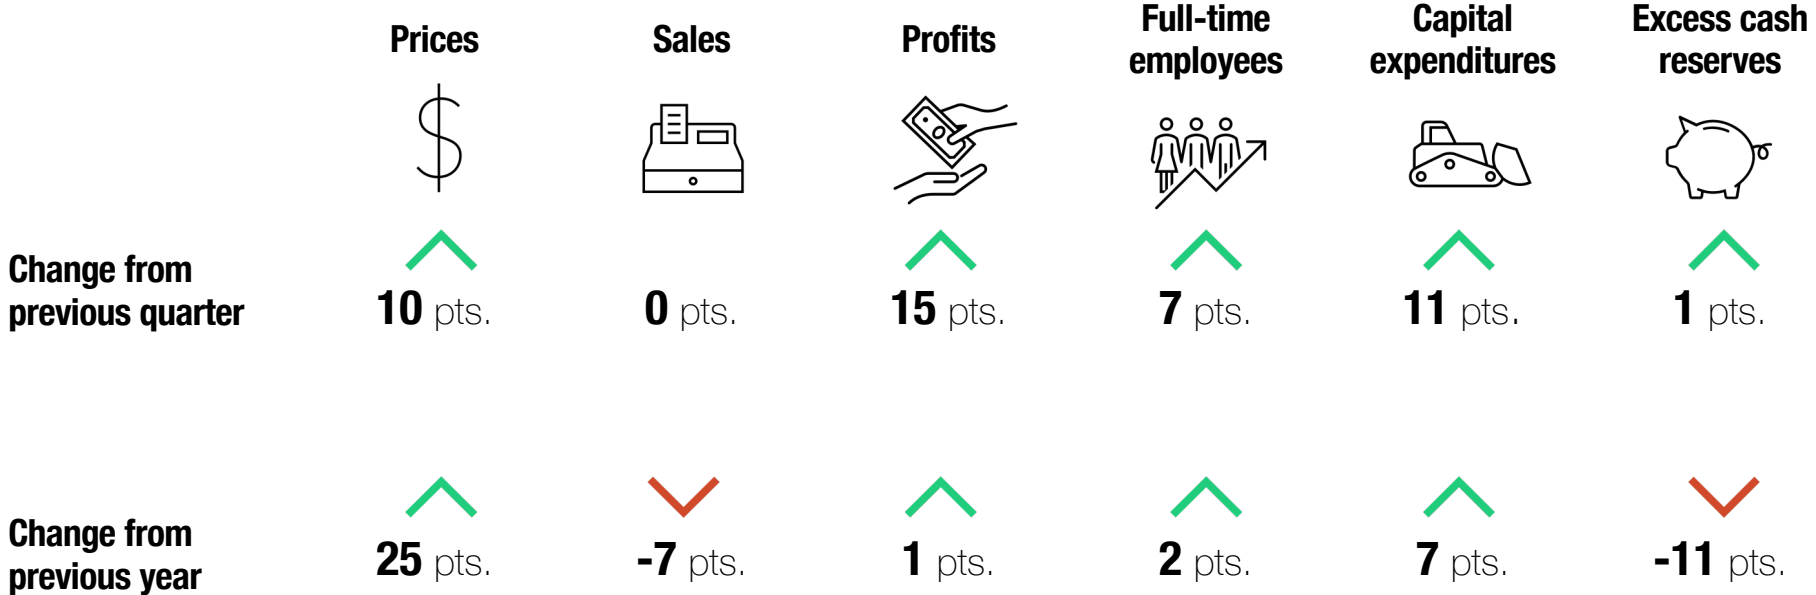 Prices
Sales
Profits
Full-time
employees
Capital
expenditures
Excess cash
reserves
Change from
previous quarter
10 pts.
0 pts.
15 pts.
7 pts.
11 pts.
1 pts.
Change from
previous year
25 pts.
-7 pts.
1 pts.
2 pts.
7 pts.
-11 pts.